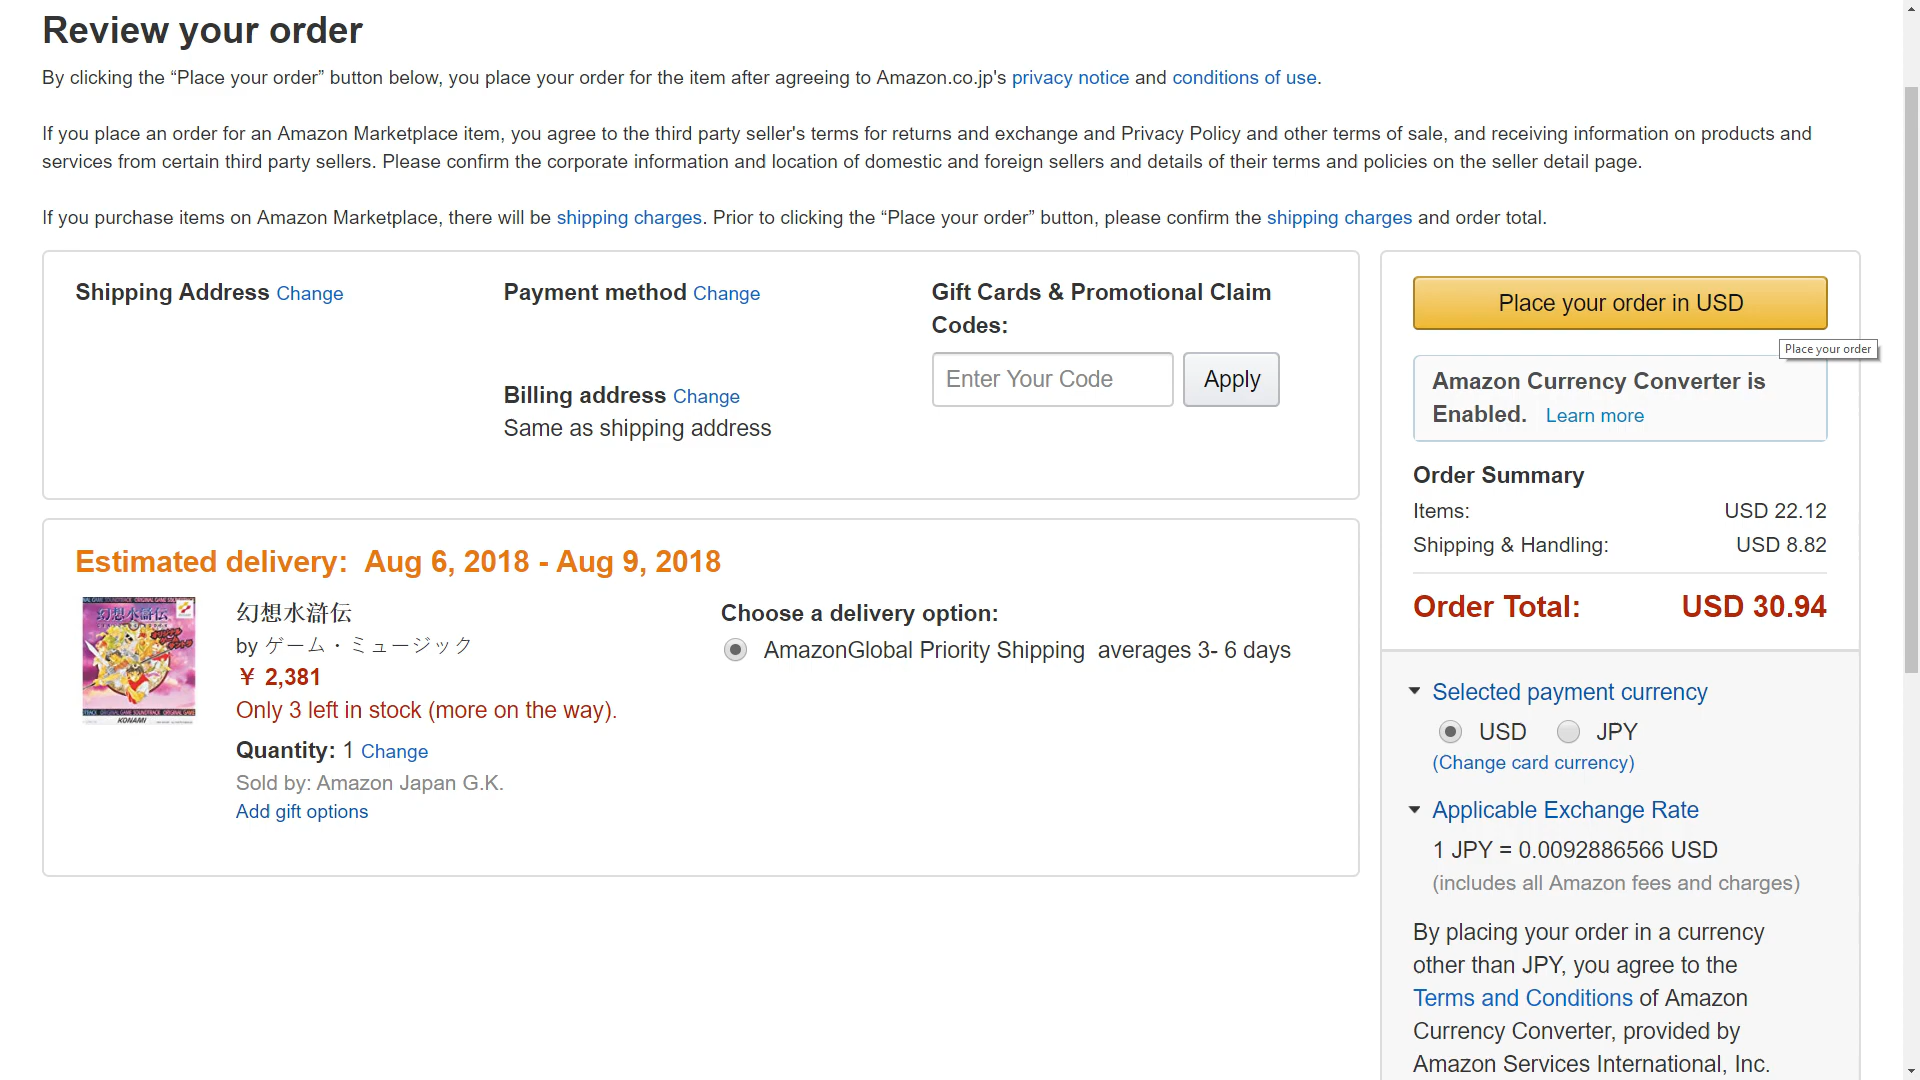 Review your order
By clicking the “Place your order” button below, you place your order for the item after agreeing to Amazon.co.jp's privacy notice and conditions of use.
If you place an order for an Amazon Marketplace item, you agree to the third party seller's terms for returns and exchange and Privacy Policy and other terms of sale, and receiving information on products and
services from certain third party sellers. Please confirm the corporate information and location of domestic and foreign sellers and details of their terms and policies on the seller detail page.
If you purchase items on Amazon Marketplace, there will be shipping charges. Prior to clicking the “Place your order” button, please confirm the shipping charges and order total.
Shipping Address Change
Payment method Change
Billing address Change
Same as shipping address
Gift Cards & Promotional Claim
Codes:
Enter Your Code
Apply
Estimated delivery: Aug 6, 2018 - Aug 9, 2018
幻想水滸伝
KONAMI
幻想水滸伝
by ゲーム・ミュージック
￥ 2,381
Only 3 left in stock (more on the way).
Quantity: 1 Change
Sold by: Amazon Japan G.K.
Add gift options
Choose a delivery option:
AmazonGlobal Priority Shipping averages 3- 6 days
Place your order in USD
Place your order
Amazon Currency Converter is
Enabled. Learn more
Order Summary
Items: USD 22.12
Shipping & Handling: USD 8.82
Order Total: USD 30.94
Selected payment currency
USD JPY
(Change card currency)
Applicable Exchange Rate
1 JPY = 0.0092886566 USD
(includes all Amazon fees and charges)
By placing your order in a currency
other than JPY, you agree to the
Terms and Conditions of Amazon
Currency Converter, provided by
Amazon Services International, Inc.